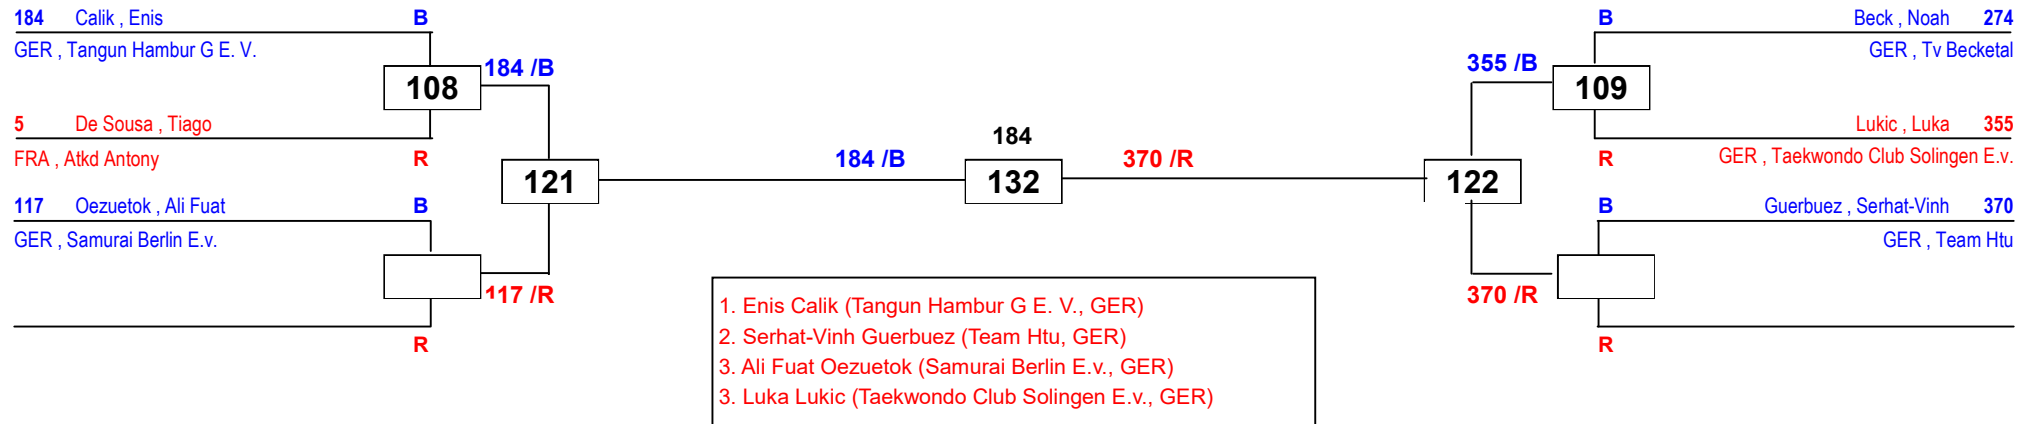 184 Calik , Enis B
GER , Tangun Hambur G E. V.
108
184 /B
5 De Sousa , Tiago
FRA , Atkd Antony R
121
117 Oezuetok , Ali Fuat B
GER , Samurai Berlin E.v.
117 /R
R
184 /B
184
132
370 /R
B Beck , Noah 274
GER , Tv Becketal
355 /B
109
Lukic , Luka 355
R GER , Taekwondo Club Solingen E.v.
122
B Guerbuez , Serhat-Vinh 370
GER , Team Htu
370 /R
R
1. Enis Calik (Tangun Hambur G E. V., GER)
2. Serhat-Vinh Guerbuez (Team Htu, GER)
3. Ali Fuat Oezuetok (Samurai Berlin E.v., GER)
3. Luka Lukic (Taekwondo Club Solingen E.v., GER)